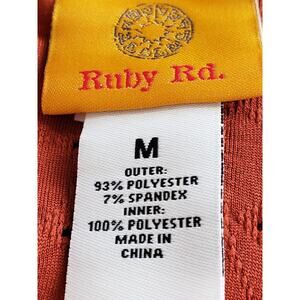 Ruby Rd.
M
OUTER:
93% POLYESTER
7% SPANDEX
INNER:
100% POLYESTER
MADE IN
CHINA